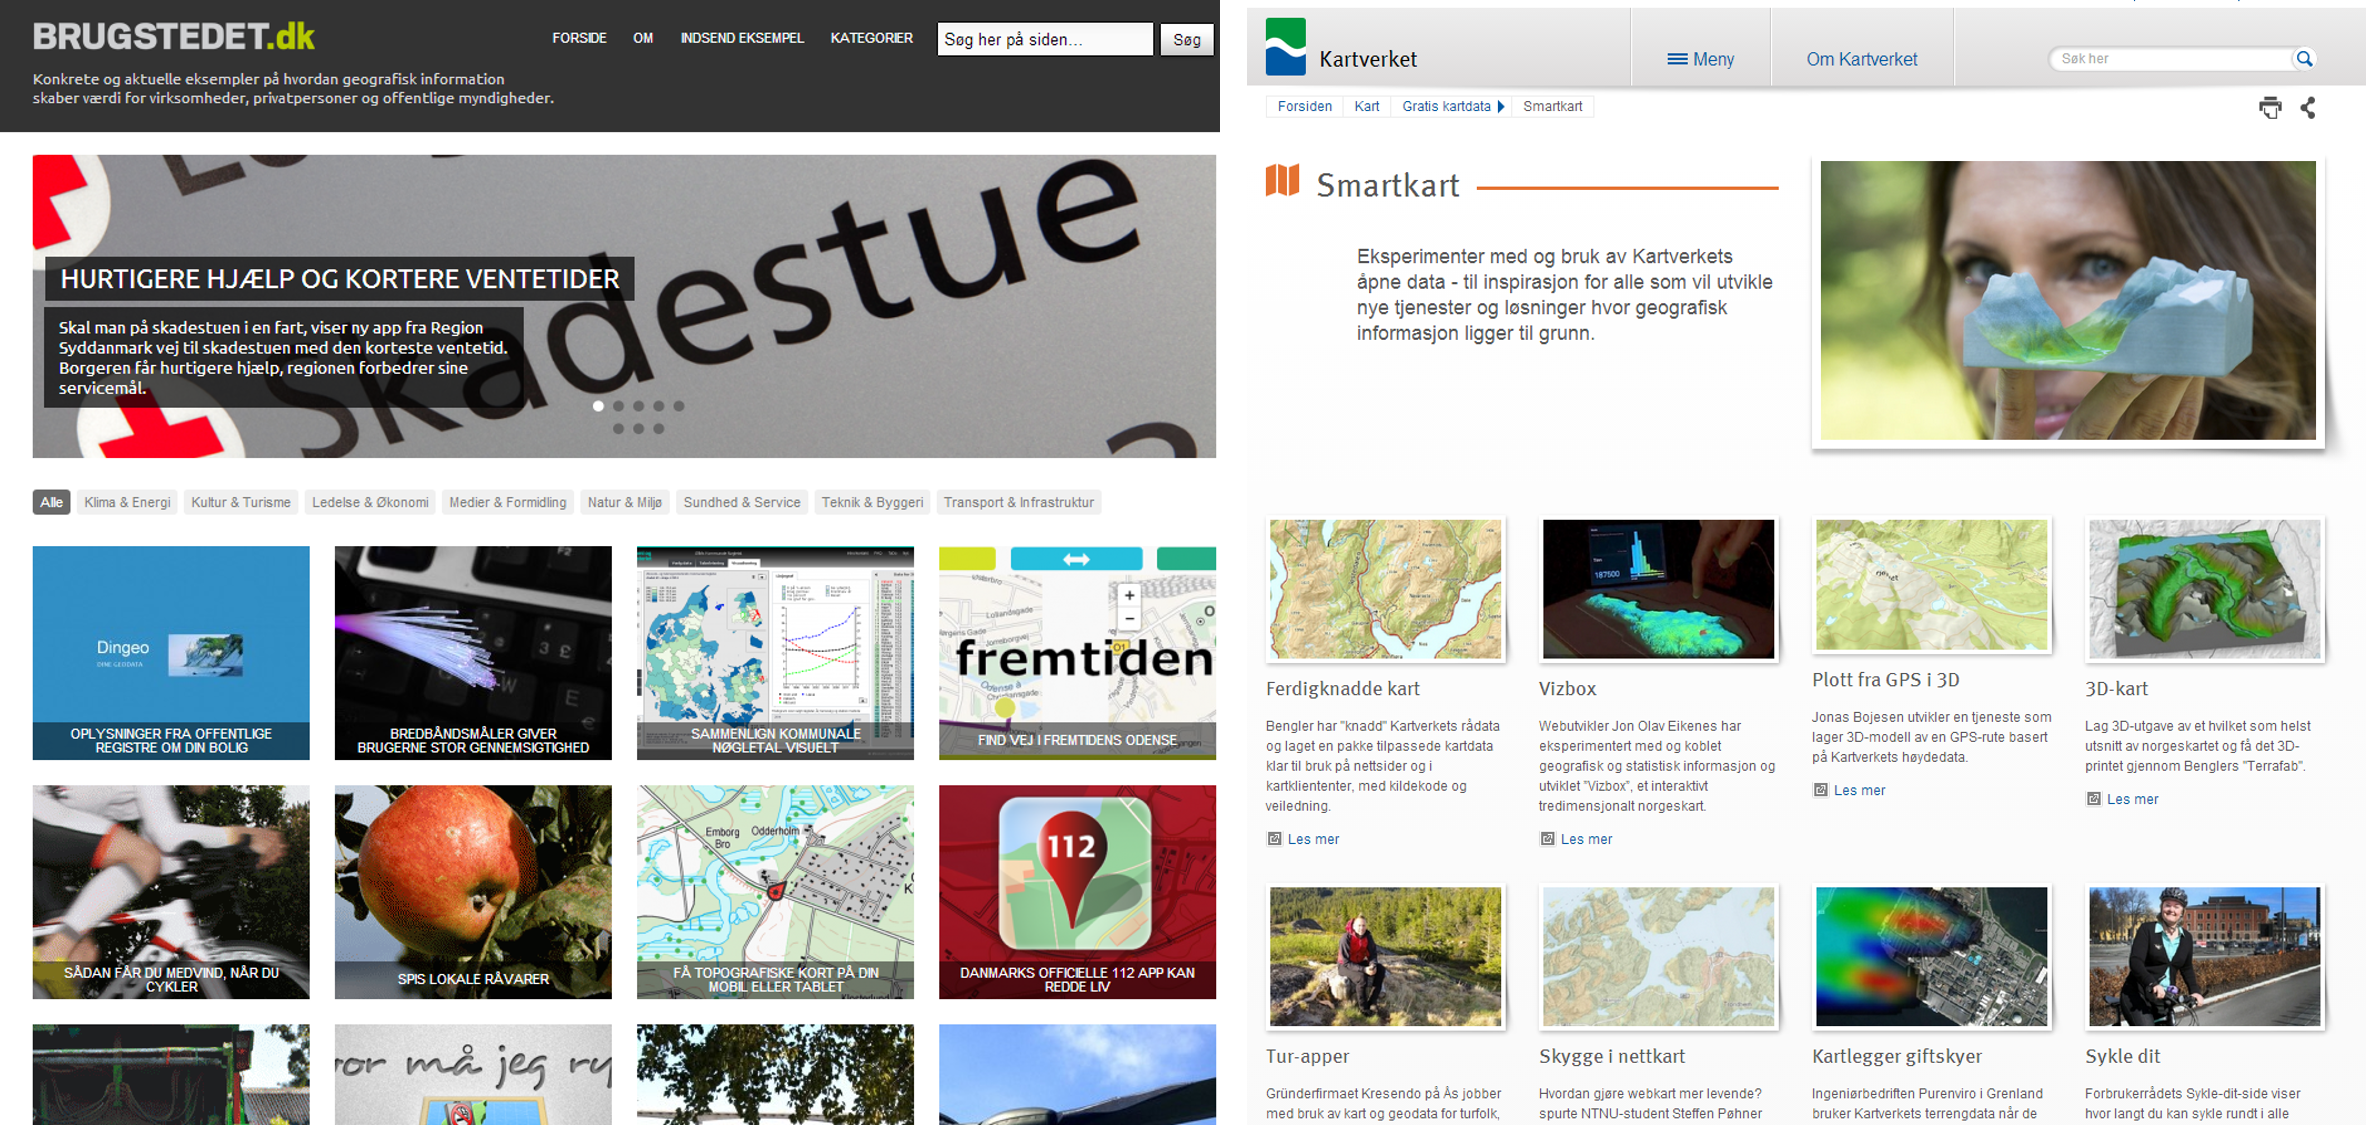 BRUGSTEDET.dk
FORSIDE
OM
INDSEND EKSEMPEL
KATEGORIER
Søg her på siden...
Søg
Konkrete og aktuelle eksempler på hvordan geografisk information
skaber værdi for virksomheder, privatpersoner og offentlige myndigheder.
Skadestue
HURTIGERE HJÆLP OG KORTERE VENTETIDER
Skal man på skadestuen i en fart, viser ny app fra Region
Syddanmark vej til skadestuen med den korteste ventetid.
Borgeren får hurtigere hjælp, regionen forbedrer sine
servicemål.
Alle
Klima & Energi
Kultur & Turisme
Ledelse & Økonomi
Medier & Formidling
Natur & Miljø
Sundhed & Service
Teknik & Byggeri
Transport & Infrastruktur
Dingeo
DINE GEODATA
OPLYSNINGER FRA OFFENTLIGE
REGISTRE OM DIN BOLIG
BREDBÅNDSMÅLER GIVER
BRUGERNE STOR GENNEMSIGTIGHED
SAMMENLIGN KOMMUNALE
NØGLETAL VISUELT
fremtiden
FIND VEJ I FREMTIDENS ODENSE
SÅDAN FÅR DU MEDVIND, NÅR DU
CYKLER
SPIS LOKALE RÅVARER
Emborg
Bro
Odderholm
FÅ TOPOGRAFISKE KORT PÅ DIN
MOBIL ELLER TABLET
112
DANMARKS OFFICIELLE 112 APP KAN
REDDE LIV
må jeg
Kartverket
Meny
Om Kartverket
Søk her
Forsiden
Kart
Gratis kartdata
Smartkart
Smartkart
Eksperimenter med og bruk av Kartverkets
åpne data - til inspirasjon for alle som vil utvikle
nye tjenester og løsninger hvor geografisk
informasjon ligger til grunn.
187500
Ferdigknadde kart
Bengler har "knadd" Kartverkets rådata
og laget en pakke tilpassede kartdata
klar til bruk på nettsider og i
kartkliententer, med kildekode og
veiledning.
Les mer
Vizbox
Webutvikler Jon Olav Eikenes har
eksperimentert med og koblet
geografisk og statistisk informasjon og
utviklet "Vizbox", et interaktivt
tredimensjonalt norgeskart.
Les mer
Plott fra GPS i 3D
Jonas Bojesen utvikler en tjeneste som
lager 3D-modell av en GPS-rute basert
på Kartverkets høydedata.
Les mer
3D-kart
Lag 3D-utgave av et hvilket som helst
utsnitt av norgeskartet og få det 3D-
printet gjennom Benglers "Terrafab".
Les mer
Tur-apper
Gründerfirmaet Kresendo på Ås jobber
med bruk av kart og geodata for turfolk,
Skygge i nettkart
Hvordan gjøre webkart mer levende?
spurte NTNU-student Steffen Pøhner
Kartlegger giftskyer
Ingeniørbedriften Purenviro i Grenland
bruker Kartverkets terrengdata når de
Sykle dit
Forbrukerrådets Sykle-dit-side viser
hvor langt du kan sykle rundt i alle